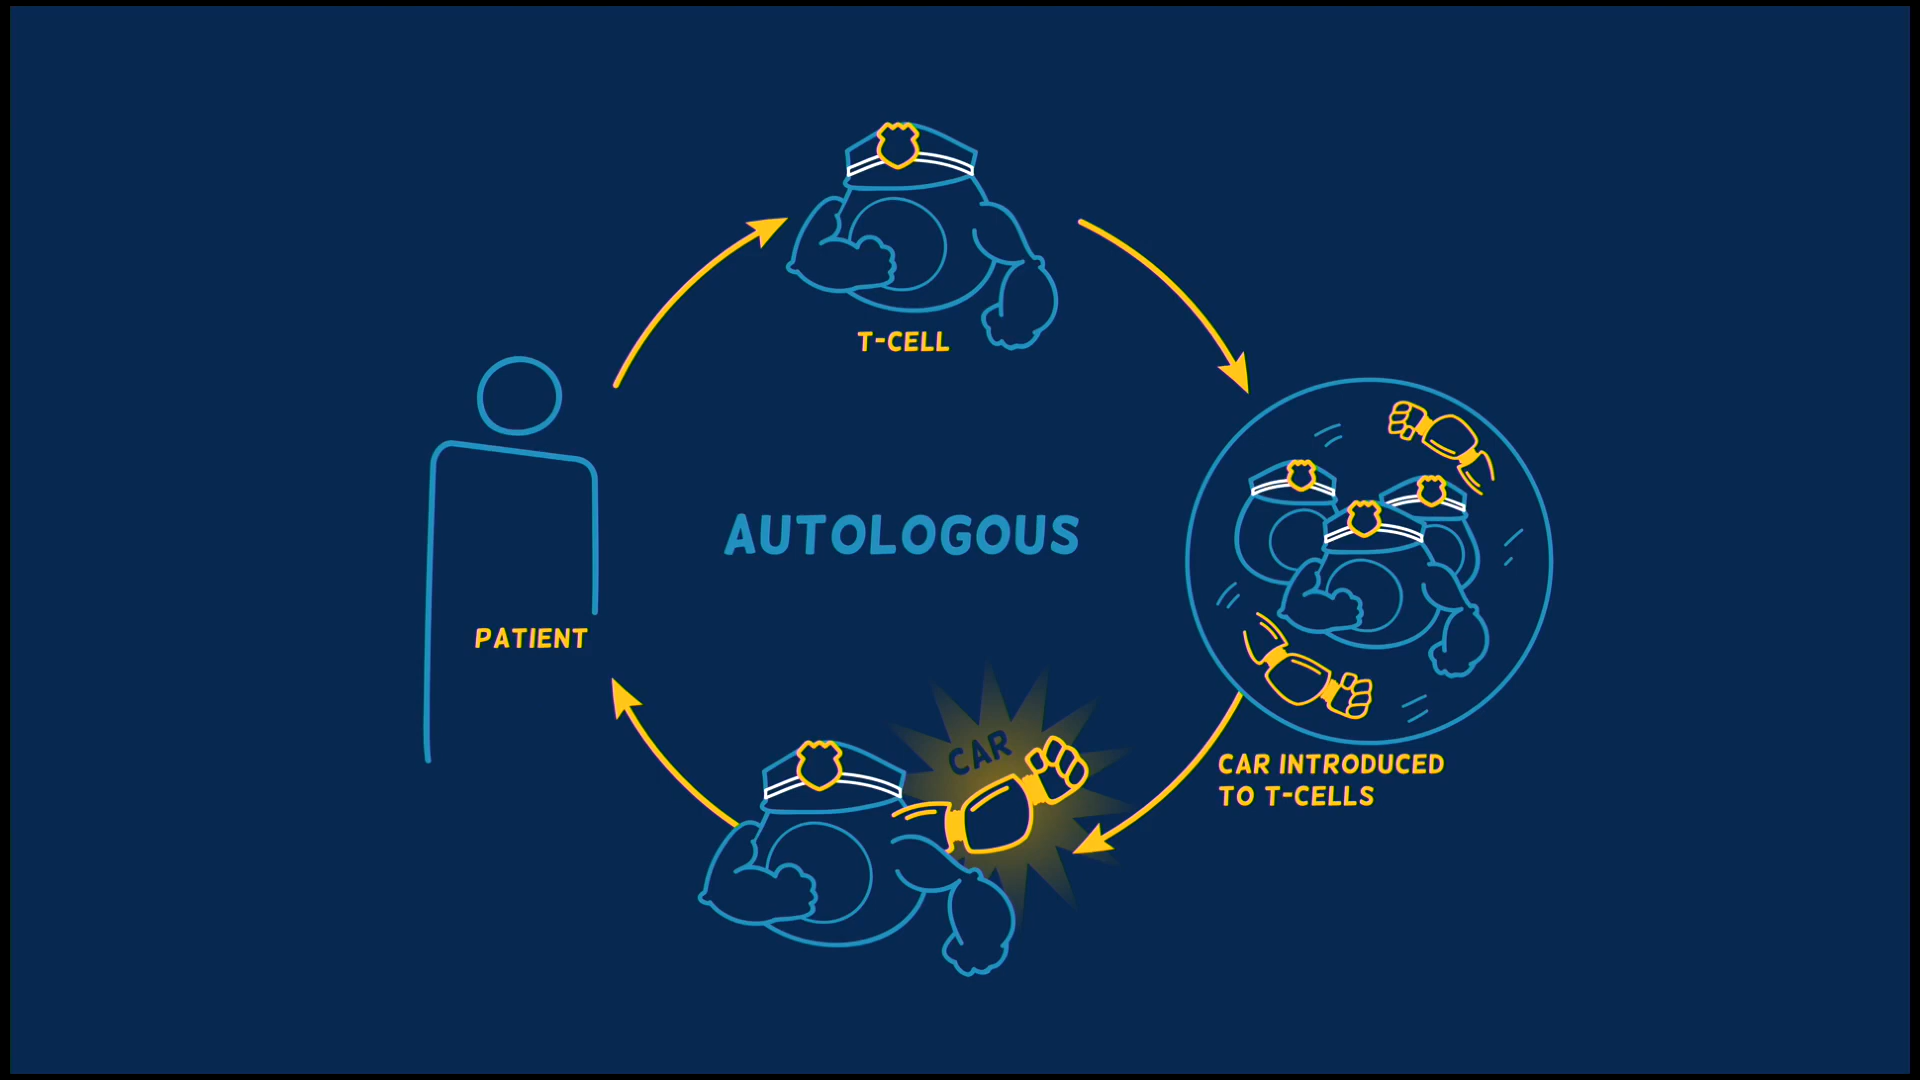 T-CELL
AUTOLOGOUS
PATIENT
CAR
CAR INTRODUCED
TO T-CELLS